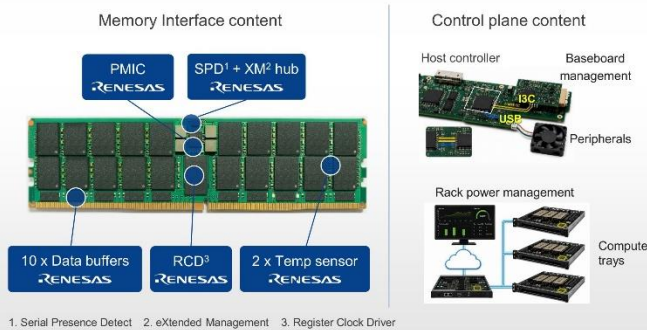 Memory Interface content
PMIC
RENESAS
SPD¹ + XM² hub
RENESAS
10 x Data buffers
RENESAS
RCD³
RENESAS
2 x Temp sensor
RENESAS
Control plane content
Host controller
Baseboard
management
I3C
USB
Peripherals
Rack power management
Compute
trays
1. Serial Presence Detect 2. eXtended Management 3. Register Clock Driver